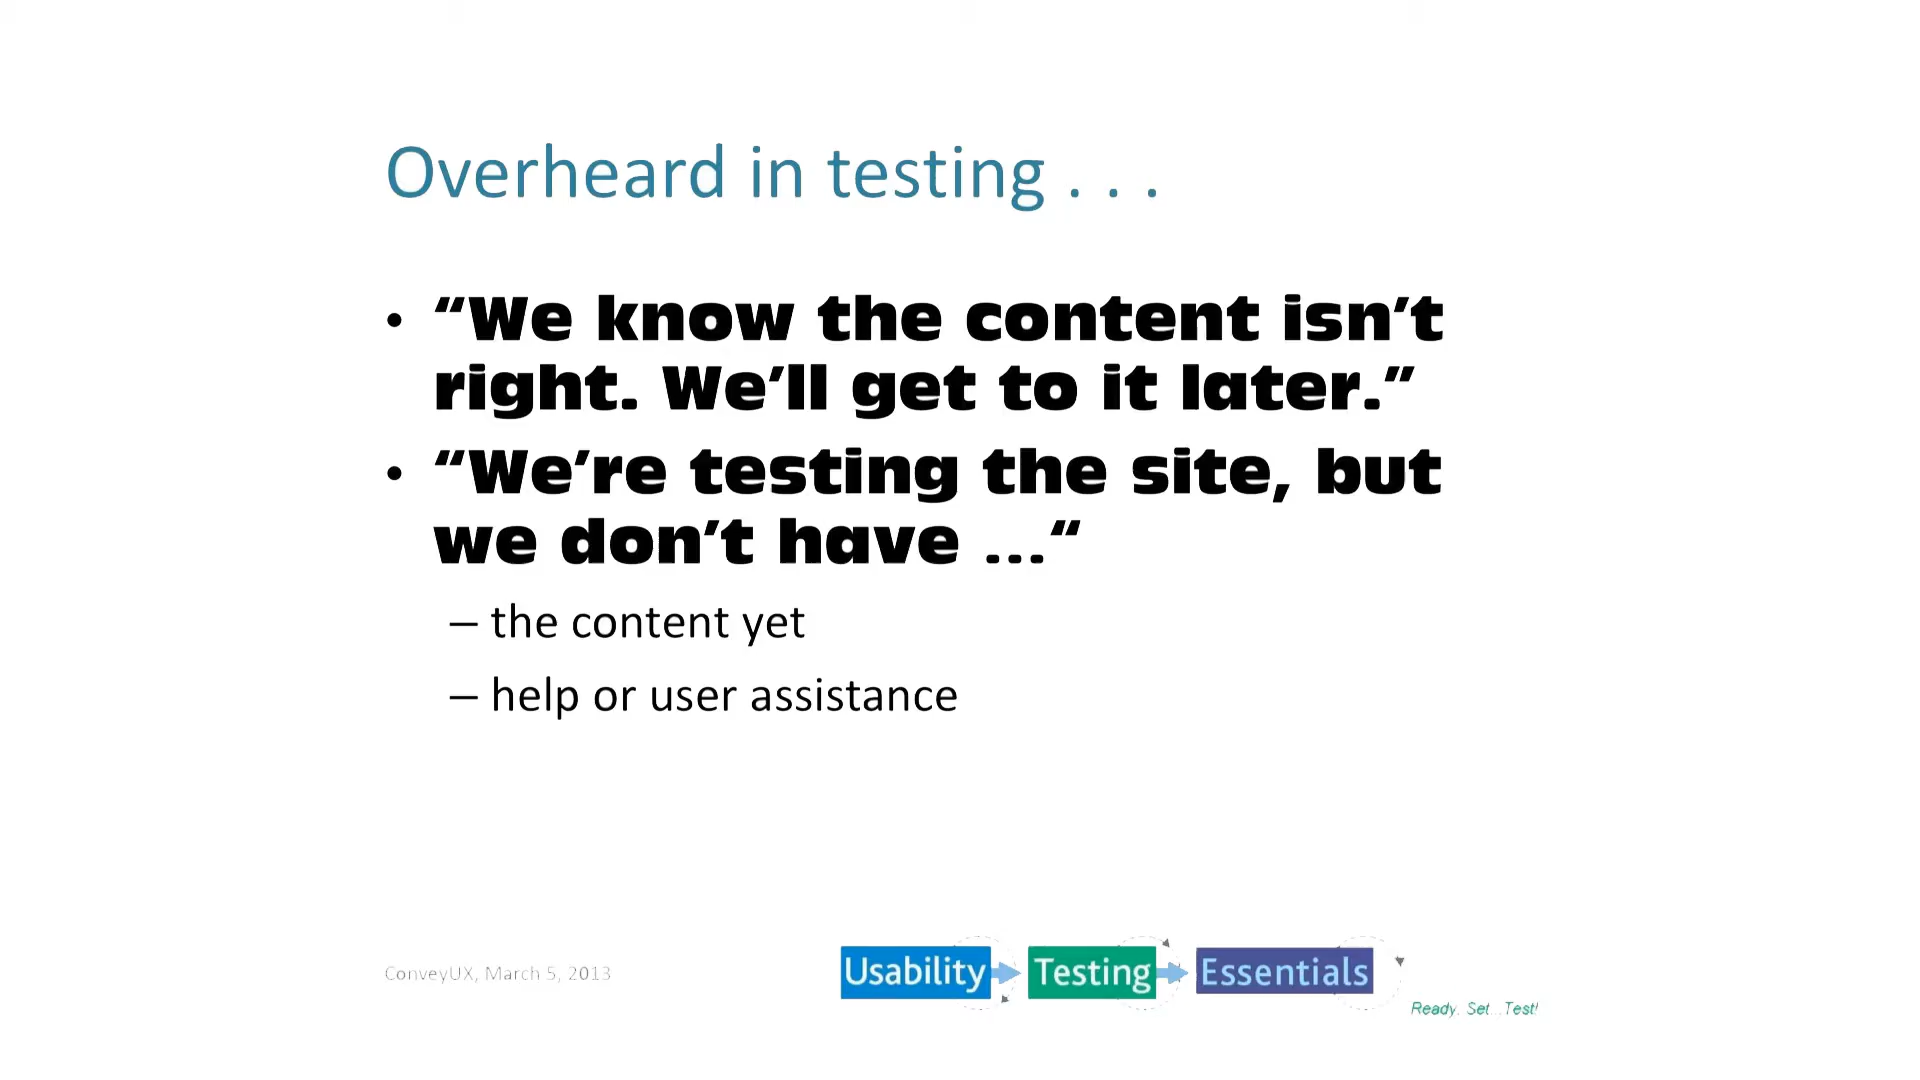 Overheard in testing . . .
• “We know the content isn’t
right. We’ll get to it later.”
• “We’re testing the site, but
we don’t have ...“
– the content yet
– help or user assistance
ConveyUX, March 5, 2013
Usability Testing Essentials
Ready. Set...Test!